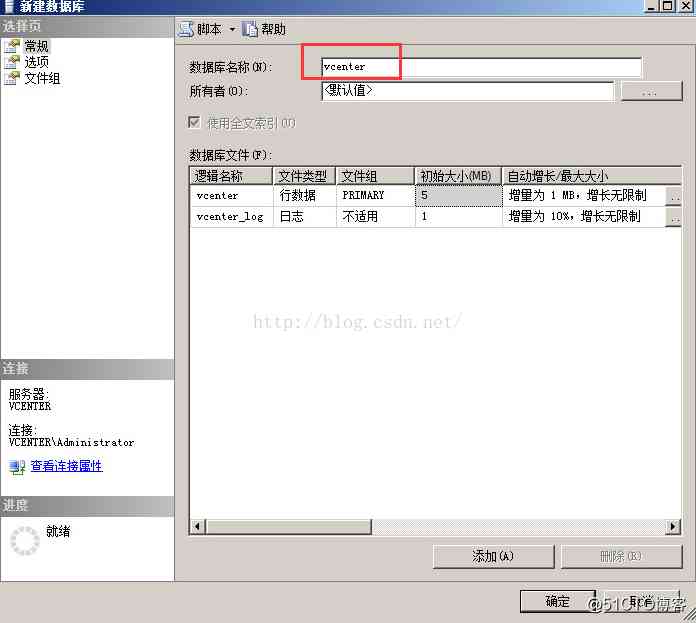 新建数据库
选择页
常规
选项
文件组
脚本 帮助
数据库名称(N): vcenter
所有者(O): <默认值> ...
使用全文索引(U)
数据库文件(F):
逻辑名称 文件类型 文件组 初始大小(MB) 自动增长/最大大小
vcenter 行数据 PRIMARY 5 增量为 1 MB，增长无限制 ..
vcenter_log 日志 不适用 1 增量为 10%，增长无限制 ..
http://blog.csdn.net/
连接
服务器:
VCENTER
连接:
VCENTER\Administrator
查看连接属性
进度
就绪
添加(A) 删除(R)
确定 取消
@51CTO博客